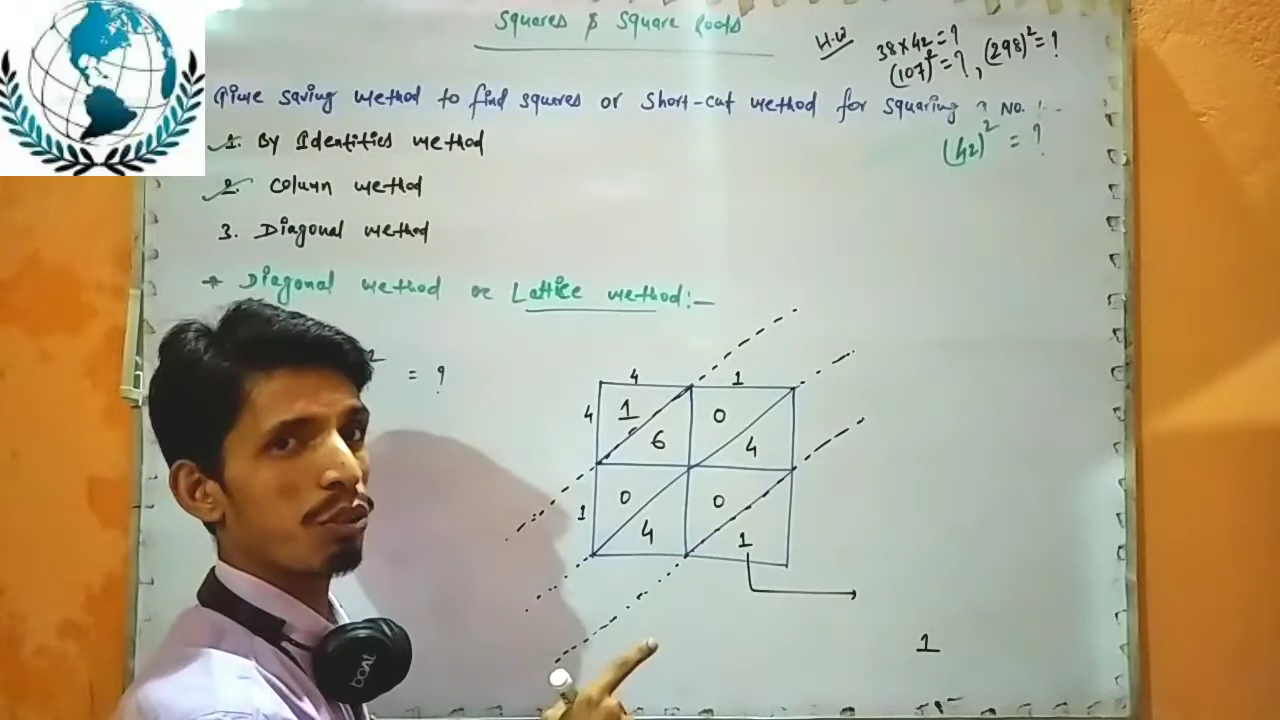 Squares & Square Roots
H.W 38×42=?
(107)²=?, (298)²=?
Time saving method to find squares or Short-cut method for squaring a No. :-
(42)² = ?
1. By Identities method
2. Column method
3. Diagonal method
* Diagonal method or Lattice method:-
² = ?
4 1
4 1 0
6 4
1 0 0
4 1
1
boat